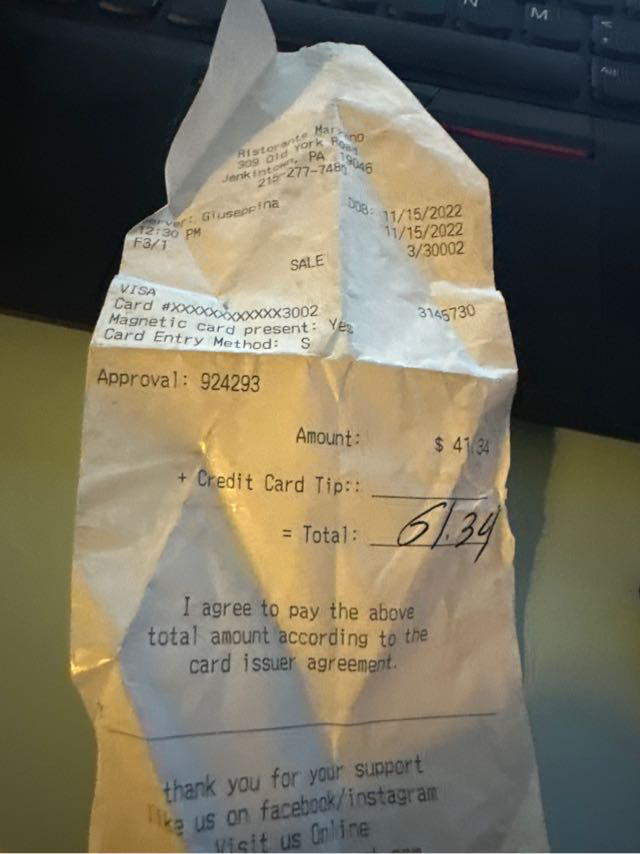 Ristorante
309 Old York Road
Jenkintown, PA 19046
215-277-748
Server: Giuseppina
DOB: 11/15/2022
12:30 PM
11/15/2022
F3/1
3/30002
SALE
VISA
3145730
Card #XXXXXXXXXXXX3002
Magnetic card present: Yes
Card Entry Method: S
Approval: 924293
Amount: $ 41.34
+ Credit Card Tip::
= Total: 61.34
I agree to pay the above
total amount according to the
card issuer agreement.
thank you for your support
like us on facebook/instagram
Visit us Online
N
M
Alt